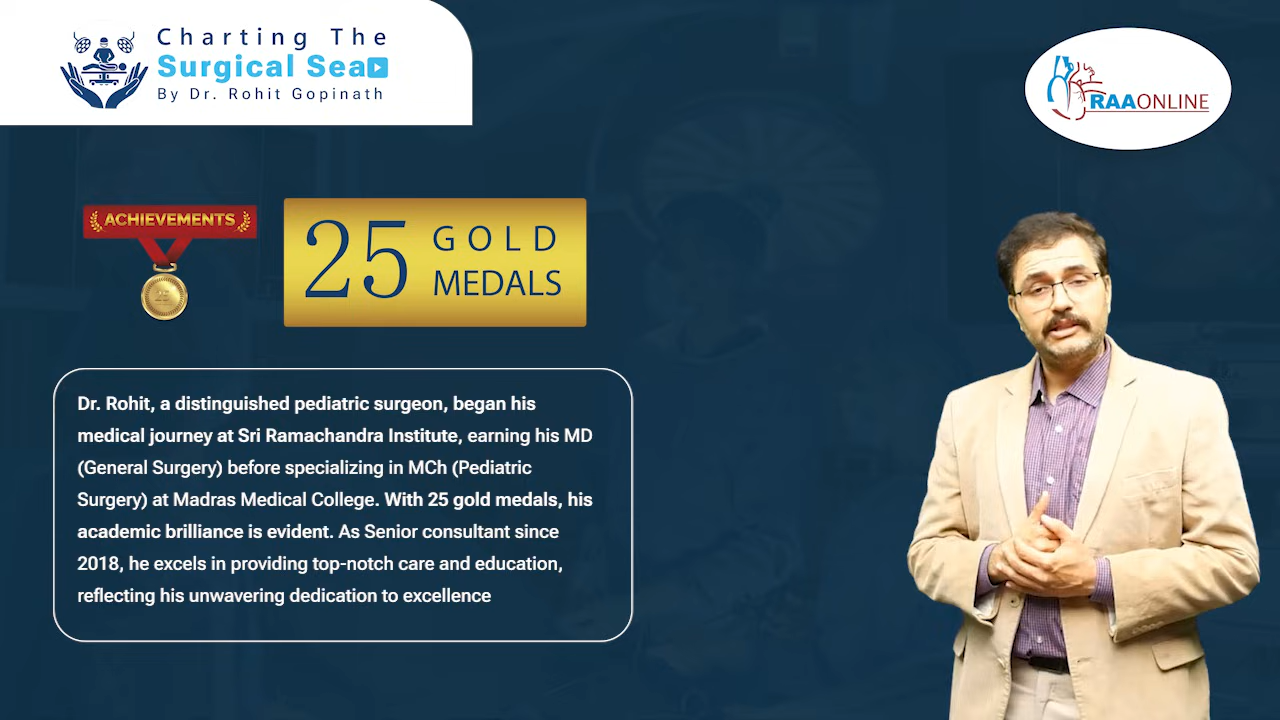 Charting The
Surgical Sea
By Dr. Rohit Gopinath
RAAONLINE
ACHIEVEMENTS
25
GOLD
MEDALS
Dr. Rohit, a distinguished pediatric surgeon, began his
medical journey at Sri Ramachandra Institute, earning his MD
(General Surgery) before specializing in MCh (Pediatric
Surgery) at Madras Medical College. With 25 gold medals, his
academic brilliance is evident. As Senior consultant since
2018, he excels in providing top-notch care and education,
reflecting his unwavering dedication to excellence